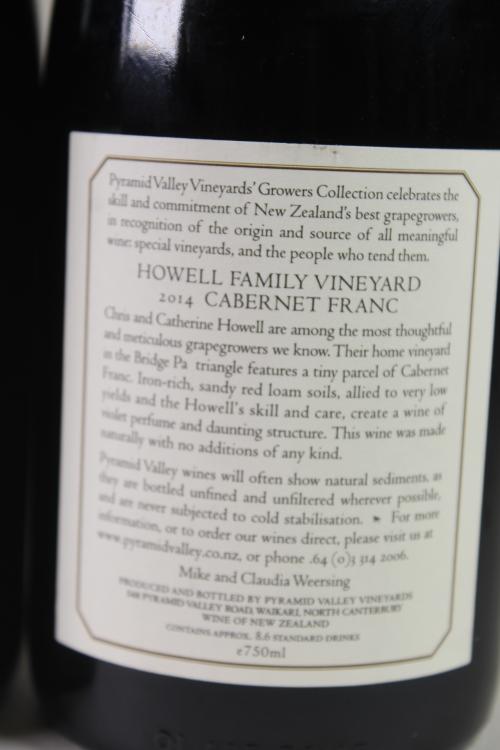 Pyramid Valley Vineyards' Growers Collection celebrates the
skill and commitment of New Zealand's best grapegrowers,
in recognition of the origin and source of all meaningful
wine: special vineyards, and the people who tend them.
HOWELL FAMILY VINEYARD
2014 CABERNET FRANC
Chris and Catherine Howell are among the most thoughtful
and meticulous grapegrowers we know. Their home vineyard
in the Bridge Pa triangle features a tiny parcel of Cabernet
Franc. Iron-rich, sandy red loam soils, allied to very low
yields and the Howell's skill and care, create a wine of
violet perfume and daunting structure. This wine was made
naturally with no additions of any kind.
Pyramid Valley wines will often show natural sediments, as
they are bottled unfined and unfiltered wherever possible,
and are never subjected to cold stabilisation. For more
information, or to order our wines direct, please visit us at
www.pyramidvalley.co.nz, or phone .64 (0)3 314 2006.
Mike and Claudia Weersing
PRODUCED AND BOTTLED BY PYRAMID VALLEY VINEYARDS
548 PYRAMID VALLEY ROAD, WAIKARI, NORTH CANTERBURY
WINE OF NEW ZEALAND
CONTAINS APPROX. 8.6 STANDARD DRINKS
e750ml